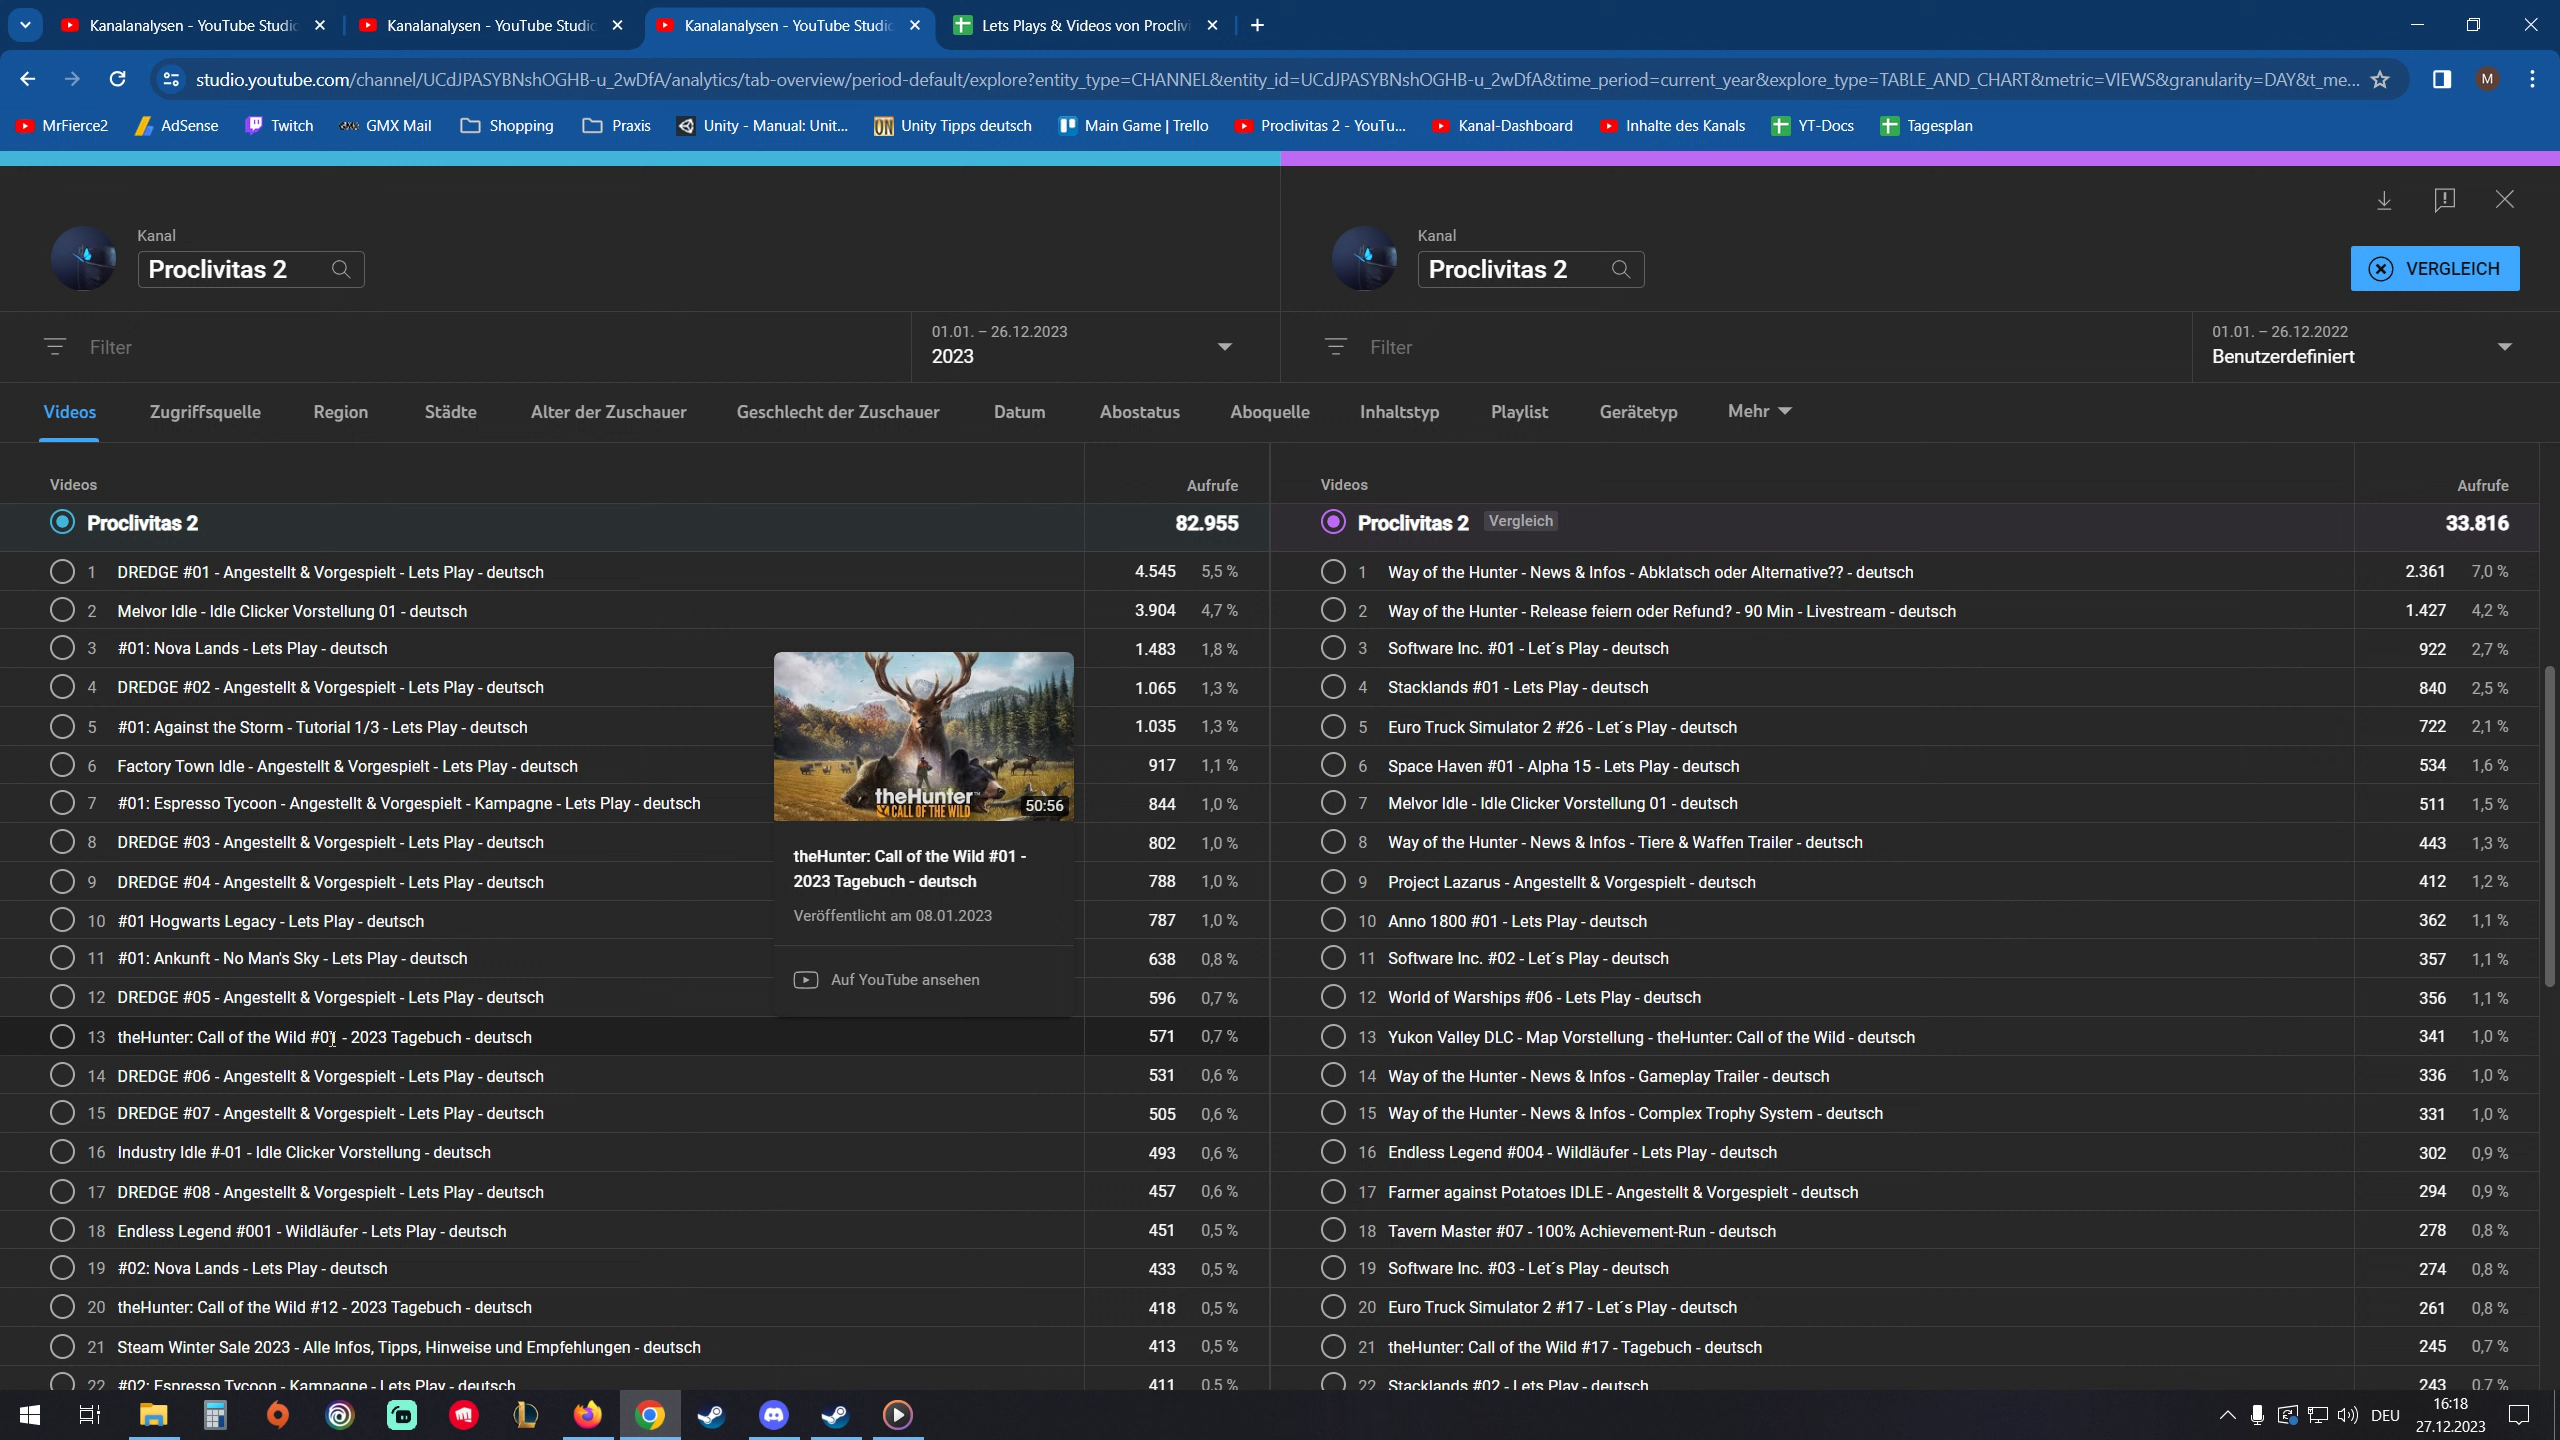 Kanalanalysen - YouTube Studio
Kanalanalysen - YouTube Studio
Kanalanalysen - YouTube Studio
Lets Plays & Videos von Procliv
studio.youtube.com/channel/UCdJPASYBNshOGHB-u_2wDfA/analytics/tab-overview/period-default/explore?entity_type=CHANNEL&entity_id=UCdJPASYBNshOGHB-u_2wDfA&time_period=current_year&explore_type=TABLE_AND_CHART&metric=VIEWS&granularity=DAY&t_me...
M
MrFierce2
AdSense
Twitch
GMX Mail
Shopping
Praxis
Unity - Manual: Unit...
Unity Tipps deutsch
Main Game | Trello
Proclivitas 2 - YouTu...
Kanal-Dashboard
Inhalte des Kanals
YT-Docs
Tagesplan
Kanal
Proclivitas 2
Kanal
Proclivitas 2
VERGLEICH
Filter
01.01. – 26.12.2023
2023
Filter
01.01. – 26.12.2022
Benutzerdefiniert
Videos
Zugriffsquelle
Region
Städte
Alter der Zuschauer
Geschlecht der Zuschauer
Datum
Abostatus
Aboquelle
Inhaltstyp
Playlist
Gerätetyp
Mehr
Videos Aufrufe
Proclivitas 2 82.955
1 DREDGE #01 - Angestellt & Vorgespielt - Lets Play - deutsch 4.545 5,5 %
2 Melvor Idle - Idle Clicker Vorstellung 01 - deutsch 3.904 4,7 %
3 #01: Nova Lands - Lets Play - deutsch 1.483 1,8 %
4 DREDGE #02 - Angestellt & Vorgespielt - Lets Play - deutsch 1.065 1,3 %
5 #01: Against the Storm - Tutorial 1/3 - Lets Play - deutsch 1.035 1,3 %
6 Factory Town Idle - Angestellt & Vorgespielt - Lets Play - deutsch 917 1,1 %
7 #01: Espresso Tycoon - Angestellt & Vorgespielt - Kampagne - Lets Play - deutsch 844 1,0 %
8 DREDGE #03 - Angestellt & Vorgespielt - Lets Play - deutsch 802 1,0 %
9 DREDGE #04 - Angestellt & Vorgespielt - Lets Play - deutsch 788 1,0 %
10 #01 Hogwarts Legacy - Lets Play - deutsch 787 1,0 %
11 #01: Ankunft - No Man's Sky - Lets Play - deutsch 638 0,8 %
12 DREDGE #05 - Angestellt & Vorgespielt - Lets Play - deutsch 596 0,7 %
13 theHunter: Call of the Wild #01 - 2023 Tagebuch - deutsch 571 0,7 %
14 DREDGE #06 - Angestellt & Vorgespielt - Lets Play - deutsch 531 0,6 %
15 DREDGE #07 - Angestellt & Vorgespielt - Lets Play - deutsch 505 0,6 %
16 Industry Idle #-01 - Idle Clicker Vorstellung - deutsch 493 0,6 %
17 DREDGE #08 - Angestellt & Vorgespielt - Lets Play - deutsch 457 0,6 %
18 Endless Legend #001 - Wildläufer - Lets Play - deutsch 451 0,5 %
19 #02: Nova Lands - Lets Play - deutsch 433 0,5 %
20 theHunter: Call of the Wild #12 - 2023 Tagebuch - deutsch 418 0,5 %
21 Steam Winter Sale 2023 - Alle Infos, Tipps, Hinweise und Empfehlungen - deutsch 413 0,5 %
22 #02: Espresso Tycoon - Kampagne - Lets Play - deutsch 411 0,5 %
theHunter
CALL OF THE WILD
50:56
theHunter: Call of the Wild #01 -
2023 Tagebuch - deutsch
Veröffentlicht am 08.01.2023
Auf YouTube ansehen
Videos Aufrufe
Proclivitas 2 Vergleich 33.816
1 Way of the Hunter - News & Infos - Abklatsch oder Alternative?? - deutsch 2.361 7,0 %
2 Way of the Hunter - Release feiern oder Refund? - 90 Min - Livestream - deutsch 1.427 4,2 %
3 Software Inc. #01 - Let´s Play - deutsch 922 2,7 %
4 Stacklands #01 - Lets Play - deutsch 840 2,5 %
5 Euro Truck Simulator 2 #26 - Let´s Play - deutsch 722 2,1 %
6 Space Haven #01 - Alpha 15 - Lets Play - deutsch 534 1,6 %
7 Melvor Idle - Idle Clicker Vorstellung 01 - deutsch 511 1,5 %
8 Way of the Hunter - News & Infos - Tiere & Waffen Trailer - deutsch 443 1,3 %
9 Project Lazarus - Angestellt & Vorgespielt - deutsch 412 1,2 %
10 Anno 1800 #01 - Lets Play - deutsch 362 1,1 %
11 Software Inc. #02 - Let´s Play - deutsch 357 1,1 %
12 World of Warships #06 - Lets Play - deutsch 356 1,1 %
13 Yukon Valley DLC - Map Vorstellung - theHunter: Call of the Wild - deutsch 341 1,0 %
14 Way of the Hunter - News & Infos - Gameplay Trailer - deutsch 336 1,0 %
15 Way of the Hunter - News & Infos - Complex Trophy System - deutsch 331 1,0 %
16 Endless Legend #004 - Wildläufer - Lets Play - deutsch 302 0,9 %
17 Farmer against Potatoes IDLE - Angestellt & Vorgespielt - deutsch 294 0,9 %
18 Tavern Master #07 - 100% Achievement-Run - deutsch 278 0,8 %
19 Software Inc. #03 - Let´s Play - deutsch 274 0,8 %
20 Euro Truck Simulator 2 #17 - Let´s Play - deutsch 261 0,8 %
21 theHunter: Call of the Wild #17 - Tagebuch - deutsch 245 0,7 %
22 Stacklands #02 - Lets Play - deutsch 243 0,7 %
DEU
16:18
27.12.2023